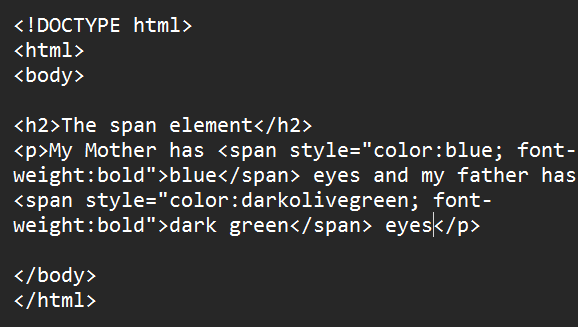 <!DOCTYPE html>
<html>
<body>
<h2>The span element</h2>
<p>My Mother has <span style="color:blue; font-
weight:bold">blue</span> eyes and my father has
<span style="color:darkolivegreen; font-
weight:bold">dark green</span> eyes</p>
</body>
</html>